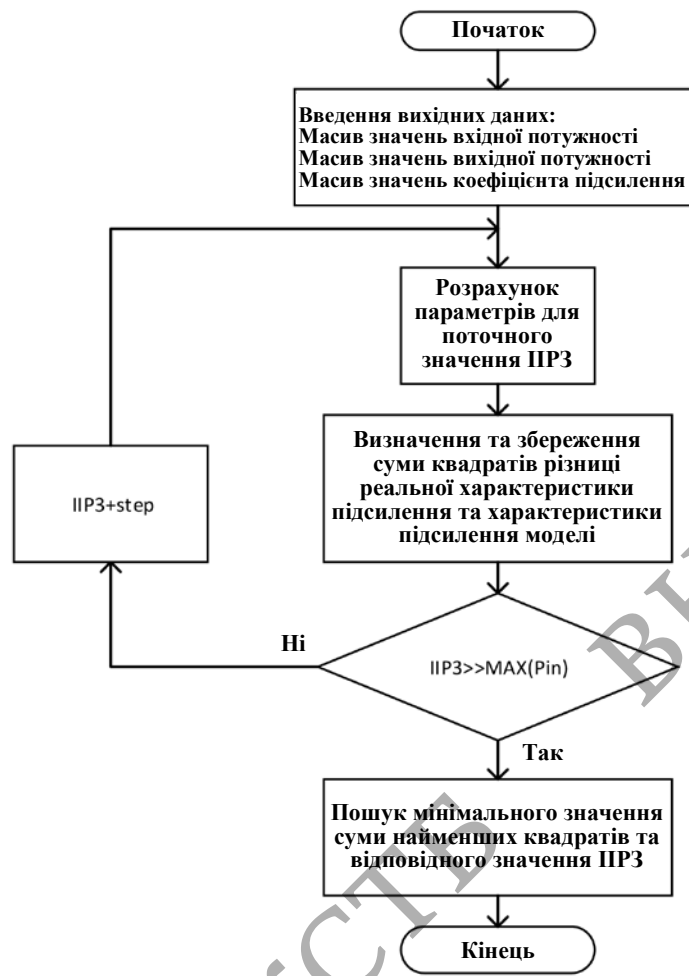 Початок
Введення вихідних даних:
Масив значень вхідної потужності
Масив значень вихідної потужності
Масив значень коефіцієнта підсилення
Розрахунок
параметрів для
поточного
значення ІІРЗ
Визначення та збереження
суми квадратів різниці
реальної характеристики
підсилення та характеристики
підсилення моделі
IIP3+step
Ні
IIP3>>MAX(Pin)
Так
Пошук мінімального значення
суми найменших квадратів та
відповідного значення ІІРЗ
Кінець